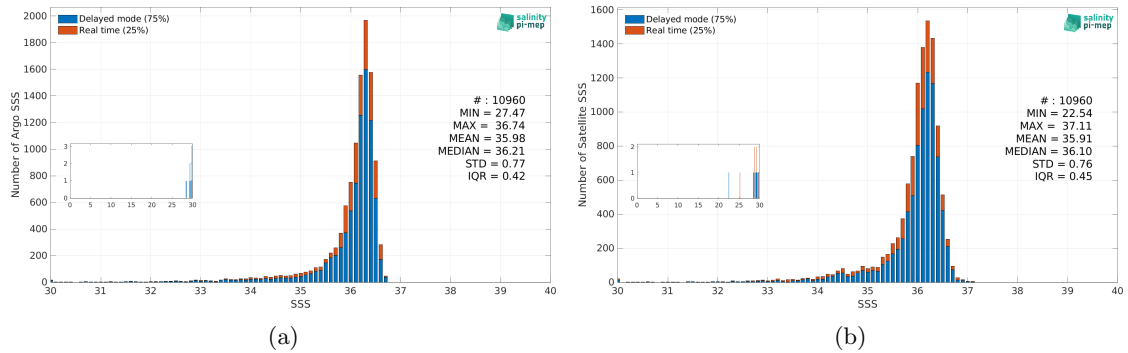 Delayed mode (75%)
Real time (25%)
salinity
pi-mep
Number of Argo SSS
2000
1800
1600
1400
1200
1000
800
600
400
200
0
# : 10960
MIN = 27.47
MAX = 36.74
MEAN = 35.98
MEDIAN = 36.21
STD = 0.77
IQR = 0.42
3
2
1
0
0 5 10 15 20 25 30
30 31 32 33 34 35 36 37 38 39 40
SSS
(a)
Delayed mode (75%)
Real time (25%)
salinity
pi-mep
Number of Satellite SSS
1600
1400
1200
1000
800
600
400
200
0
# : 10960
MIN = 22.54
MAX = 37.11
MEAN = 35.91
MEDIAN = 36.10
STD = 0.76
IQR = 0.45
2
1
0
0 5 10 15 20 25 30
30 31 32 33 34 35 36 37 38 39 40
SSS
(b)